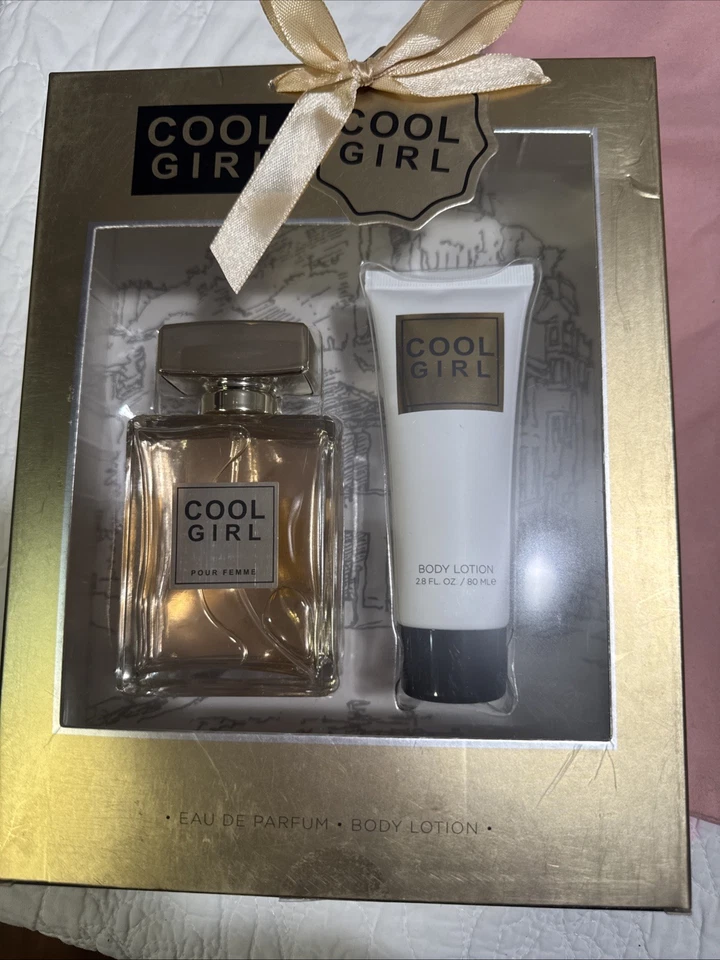 COOL
GIRL
COOL
GIRL
COOL
GIRL
BODY LOTION
2.8 FL. OZ. / 80 MLe
COOL
GIRL
POUR FEMME
• EAU DE PARFUM • BODY LOTION •